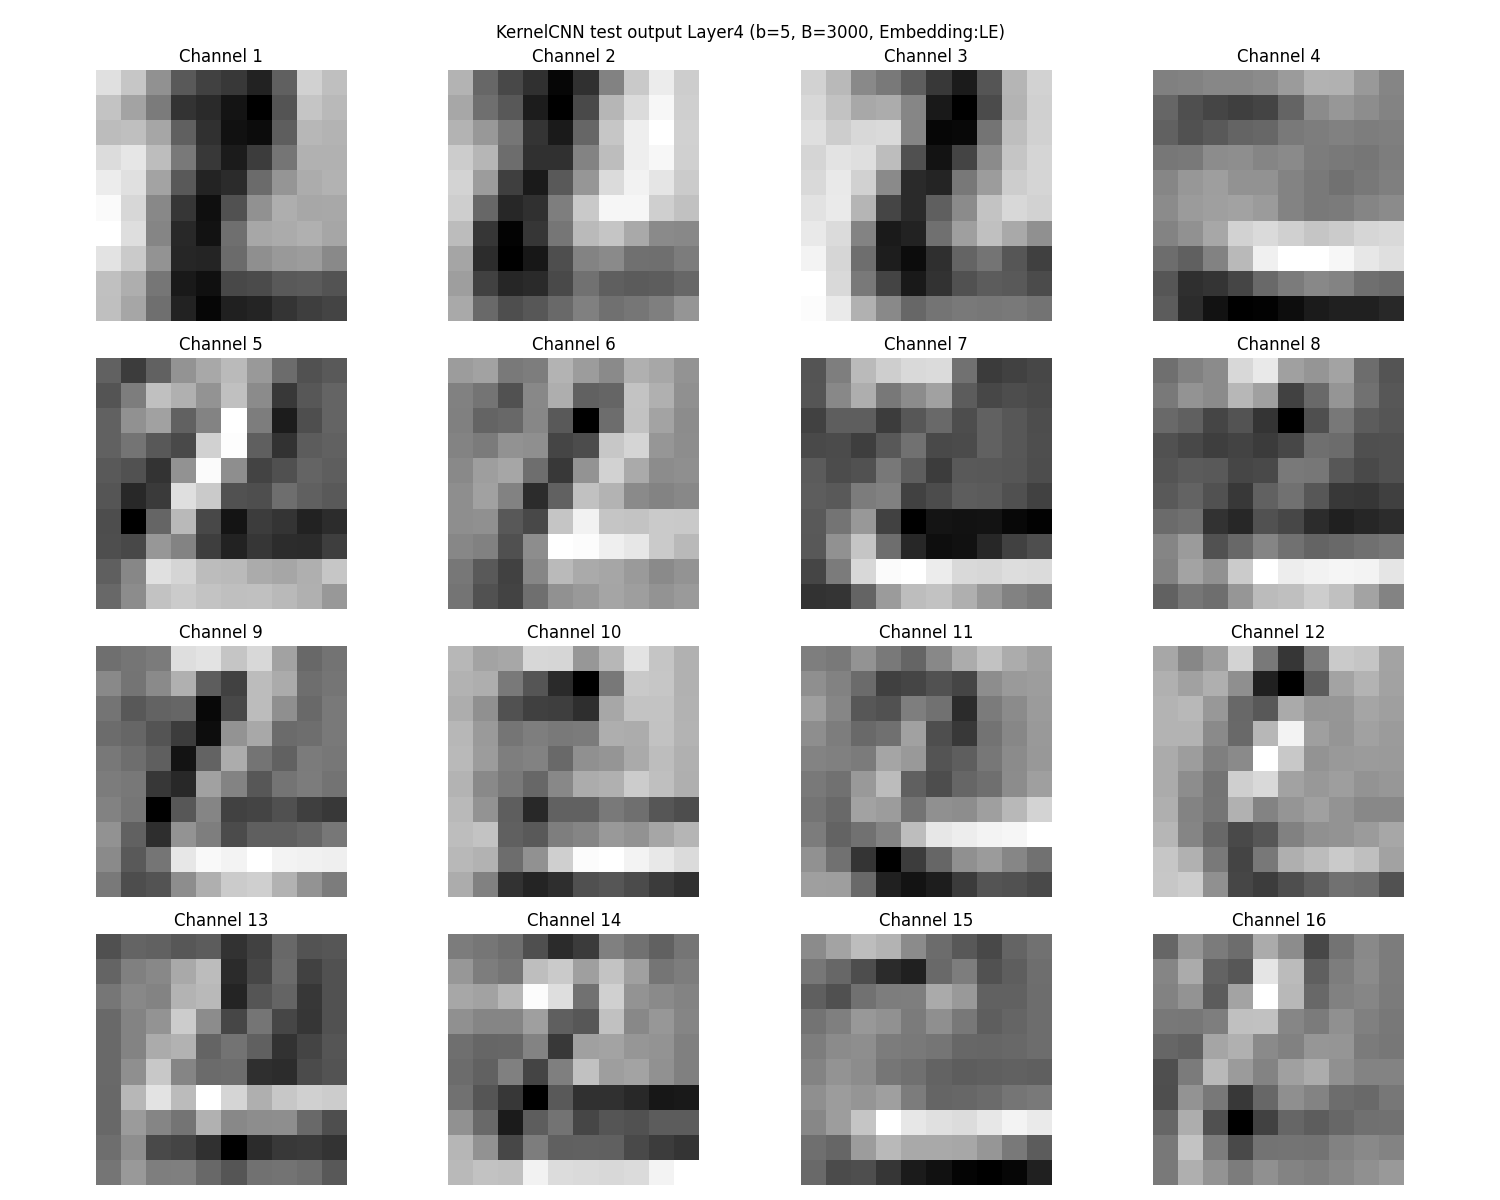 KernelCNN test output Layer4 (b=5, B=3000, Embedding:LE)
Channel 1 Channel 2 Channel 3 Channel 4
Channel 5 Channel 6 Channel 7 Channel 8
Channel 9 Channel 10 Channel 11 Channel 12
Channel 13 Channel 14 Channel 15 Channel 16